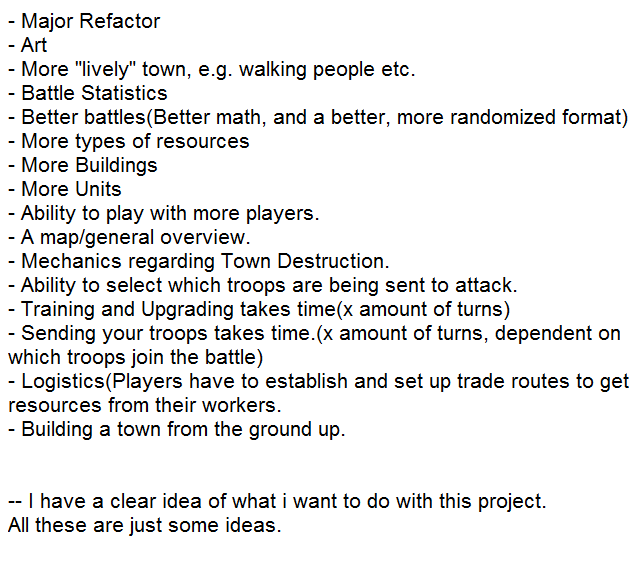 - Major Refactor
- Art
- More "lively" town, e.g. walking people etc.
- Battle Statistics
- Better battles(Better math, and a better, more randomized format)
- More types of resources
- More Buildings
- More Units
- Ability to play with more players.
- A map/general overview.
- Mechanics regarding Town Destruction.
- Ability to select which troops are being sent to attack.
- Training and Upgrading takes time(x amount of turns)
- Sending your troops takes time.(x amount of turns, dependent on
which troops join the battle)
- Logistics(Players have to establish and set up trade routes to get
resources from their workers.
- Building a town from the ground up.
-- I have a clear idea of what i want to do with this project.
All these are just some ideas.